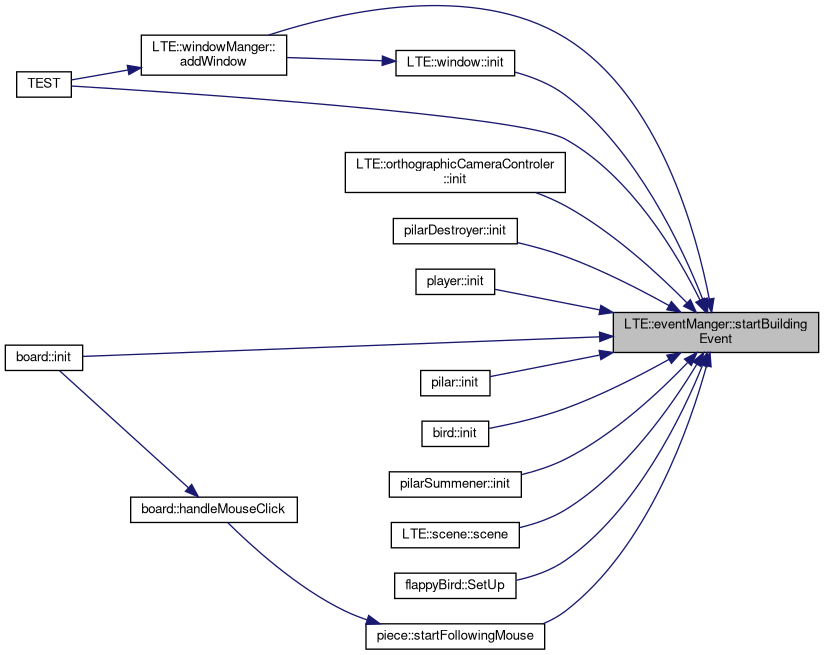 LTE::windowManger::
addWindow
LTE::window::init
TEST
LTE::orthographicCameraControler
::init
pilarDestroyer::init
player::init
LTE::eventManger::startBuilding
Event
board::init
pilar::init
bird::init
pilarSummener::init
board::handleMouseClick
LTE::scene::scene
flappyBird::SetUp
piece::startFollowingMouse